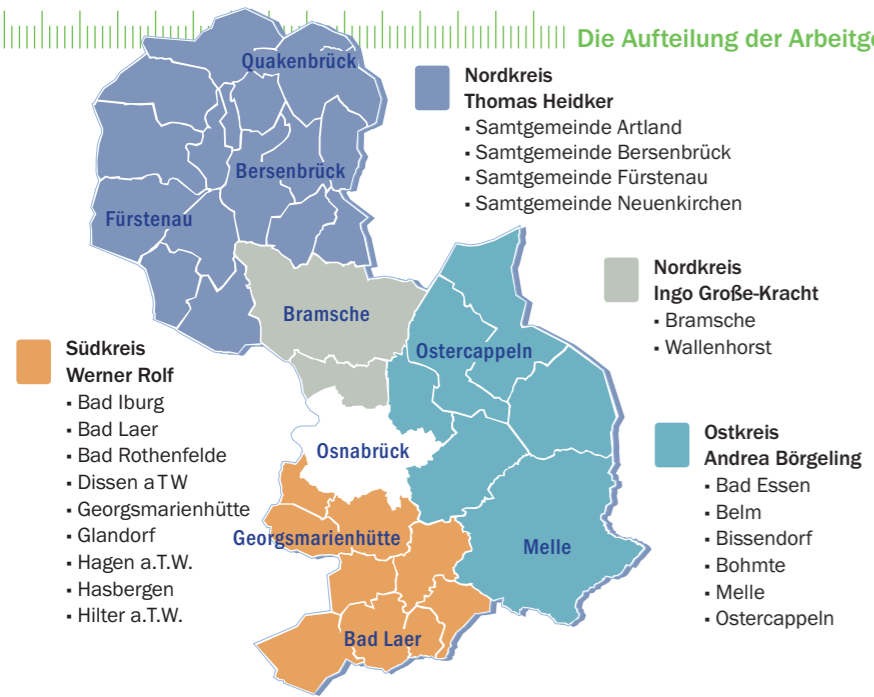 Die Aufteilung der
Quakenbrück
Bersenbrück
Fürstenau
Bramsche
Ostercappeln
Osnabrück
Georgsmarienhütte
Melle
Bad Laer
Nordkreis
Thomas Heidker
▪ Samtgemeinde Artland
▪ Samtgemeinde Bersenbrück
▪ Samtgemeinde Fürstenau
▪ Samtgemeinde Neuenkirchen
Nordkreis
Ingo Große-Kracht
▪ Bramsche
▪ Wallenhorst
Südkreis
Werner Rolf
▪ Bad Iburg
▪ Bad Laer
▪ Bad Rothenfelde
▪ Dissen aTW
▪ Georgsmarienhütte
▪ Glandorf
▪ Hagen a.T.W.
▪ Hasbergen
▪ Hilter a.T.W.
Ostkreis
Andrea Börgeling
▪ Bad Essen
▪ Belm
▪ Bissendorf
▪ Bohmte
▪ Melle
▪ Ostercappeln